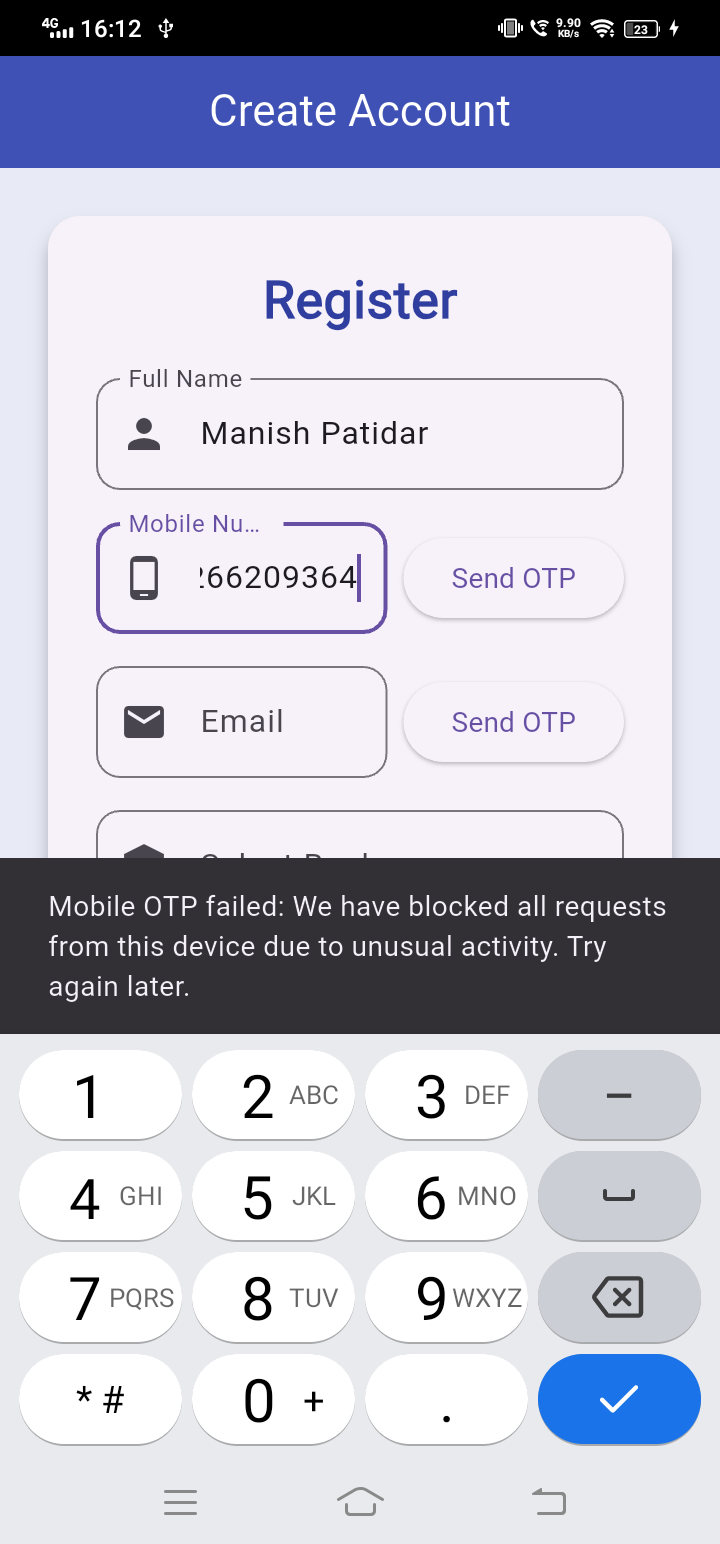 4G 16:12 9.90 KB/s 23
Create Account
Register
Full Name
Manish Patidar
Mobile Nu...
266209364 Send OTP
Email Send OTP
Mobile OTP failed: We have blocked all requests
from this device due to unusual activity. Try
again later.
1 2 ABC 3 DEF –
4 GHI 5 JKL 6 MNO
7 PQRS 8 TUV 9 WXYZ
* # 0 + .